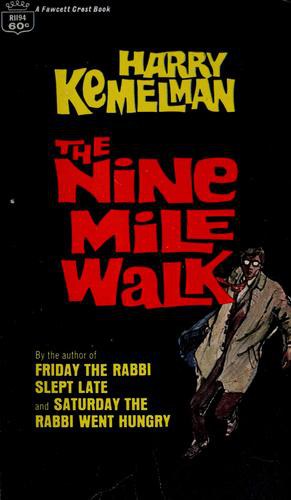 A Fawcett Crest Book
R1194
60¢
HARRY
KEMELMAN
THE
NINE
MILE
WALK
By the author of
FRIDAY THE RABBI
SLEPT LATE
and SATURDAY THE
RABBI WENT HUNGRY